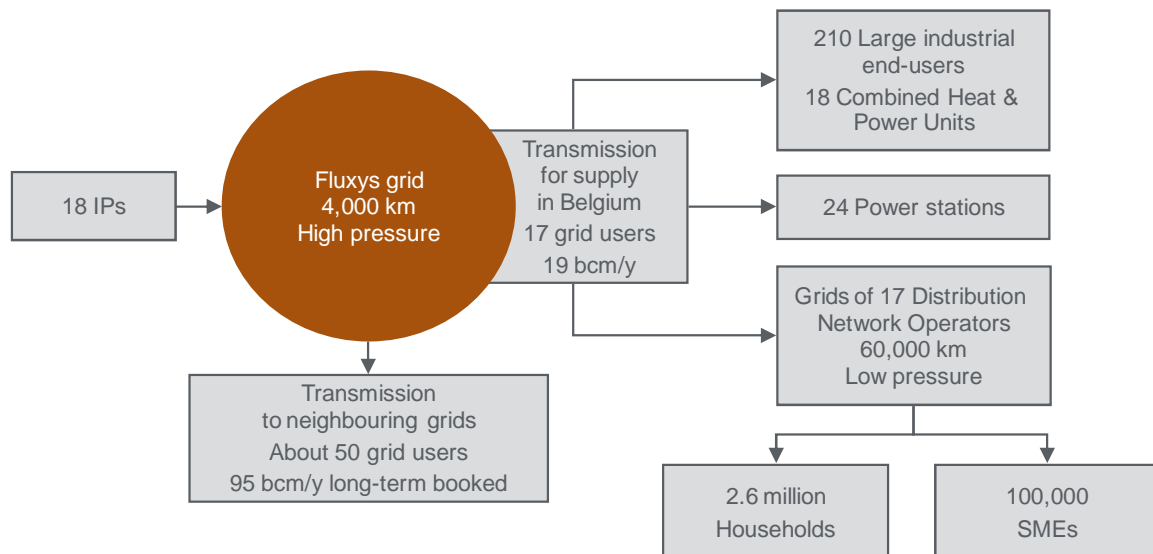 18 IPs
Fluxys grid
4,000 km
High pressure
Transmission
for supply
in Belgium
17 grid users
19 bcm/y
210 Large industrial
end-users
18 Combined Heat &
Power Units
24 Power stations
Grids of 17 Distribution
Network Operators
60,000 km
Low pressure
Transmission
to neighbouring grids
About 50 grid users
95 bcm/y long-term booked
2.6 million
Households
100,000
SMEs